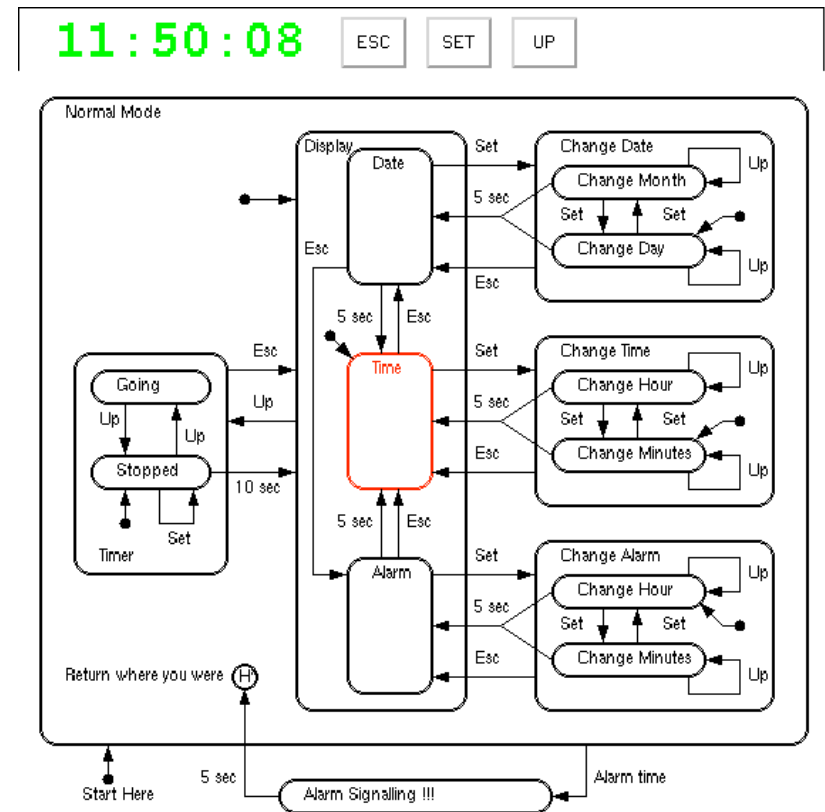 11:50:08 ESC SET UP
Normal Mode
Display
Date
Set
Change Date
Change Month
Up
5 sec
Set
Set
Change Day
Up
Esc
Esc
5 sec
Esc
Time
Set
Change Time
Change Hour
Up
5 sec
Set
Set
Change Minutes
Up
Esc
Esc
Up
Going
Up
Up
Stopped
10 sec
Set
Timer
5 sec
Esc
Alarm
Set
Change Alarm
Change Hour
Up
5 sec
Set
Set
Change Minutes
Up
Esc
Return where you were H*
Start Here
5 sec
Alarm Signalling !!!
Alarm time